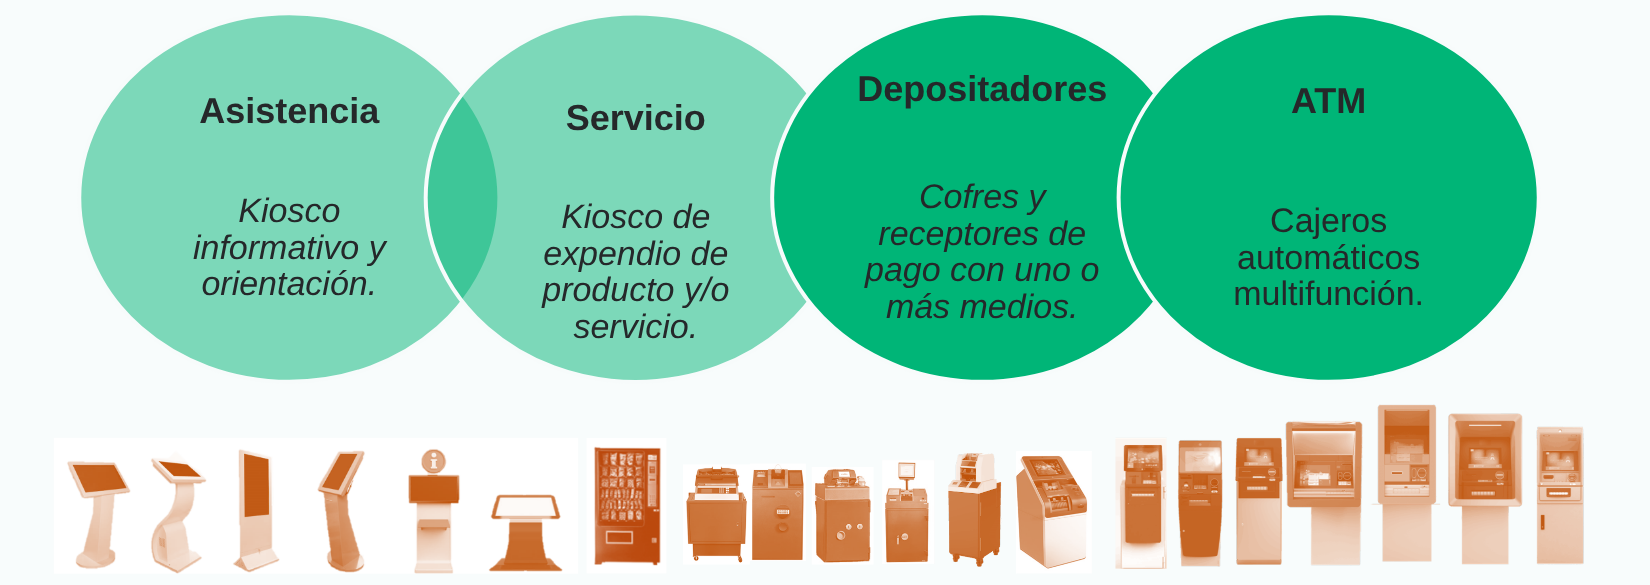 Asistencia
Kiosco
informativo y
orientación.
Servicio
Kiosco de
expendio de
producto y/o
servicio.
Depositadores
Cofres y
receptores de
pago con uno o
más medios.
ATM
Cajeros
automáticos
multifunción.
i